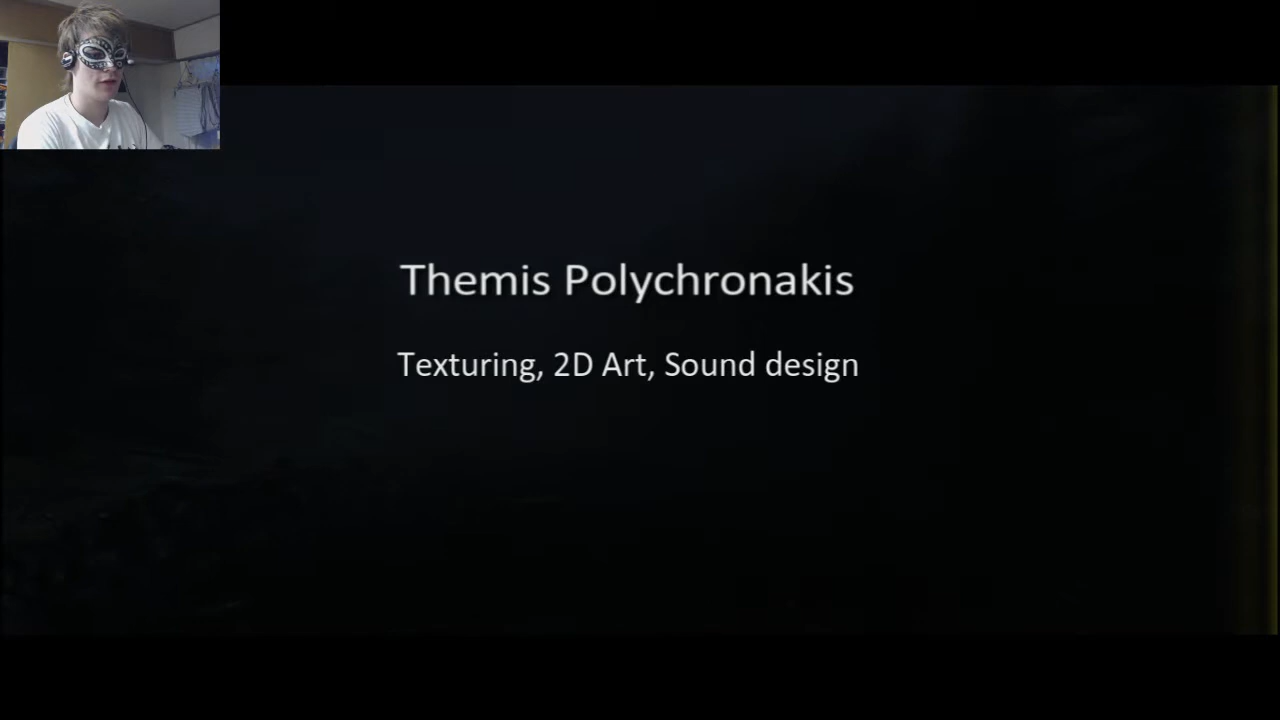 Themis Polychronakis
Texturing, 2D Art, Sound design